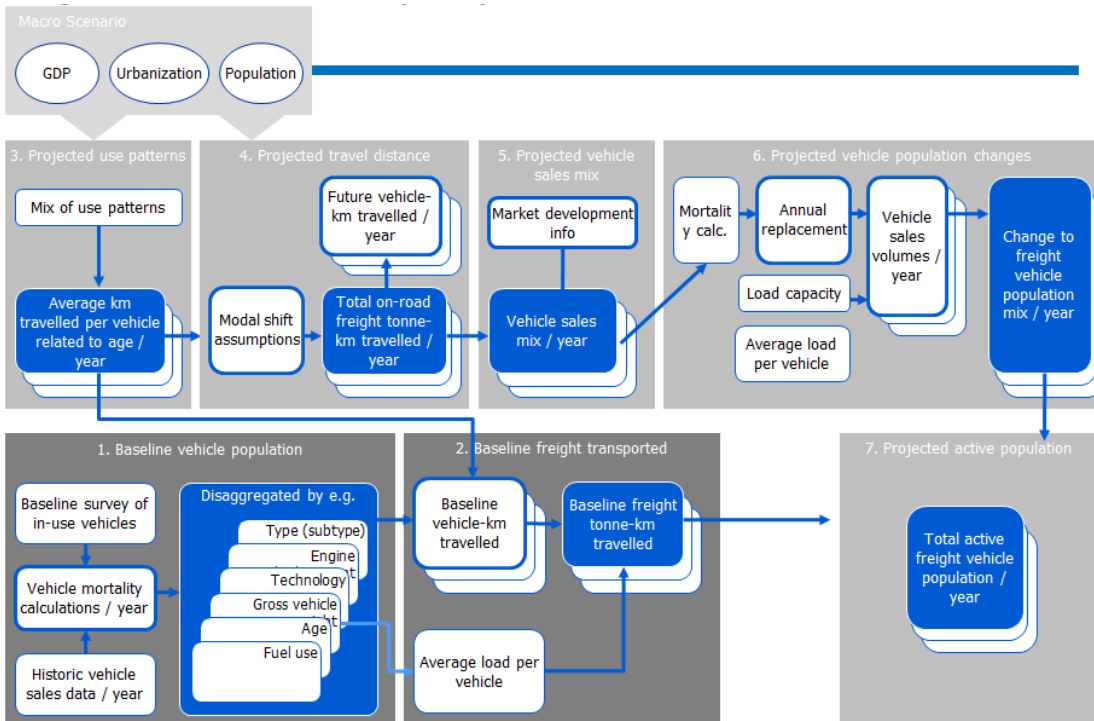 Macro Scenario
GDP
Urbanization
Population
3. Projected use patterns
Mix of use patterns
Average km
travelled per vehicle
related to age /
year
4. Projected travel distance
Future vehicle-
km travelled /
year
Modal shift
assumptions
Total on-road
freight tonne-
km travelled /
year
5. Projected vehicle
sales mix
Market development
info
Vehicle sales
mix / year
6. Projected vehicle population changes
Mortalit
y calc.
Annual
replacement
Vehicle
sales
volumes /
year
Load capacity
Average load
per vehicle
Change to
freight
vehicle
population
mix / year
1. Baseline vehicle population
Baseline survey of
in-use vehicles
Vehicle mortality
calculations / year
Historic vehicle
sales data / year
Disaggregated by e.g.
Type (subtype)
Engine
Technology
Gross vehicle
Age
Fuel use
2. Baseline freight transported
Baseline
vehicle-km
travelled
Baseline freight
tonne-km
travelled
Average load per
vehicle
7. Projected active population
Total active
freight vehicle
population /
year